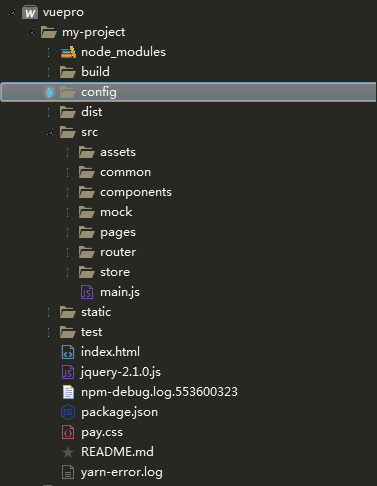 vuepro
my-project
node_modules
build
config
dist
src
assets
common
components
mock
pages
router
store
main.js
static
test
index.html
jquery-2.1.0.js
npm-debug.log.553600323
package.json
pay.css
README.md
yarn-error.log